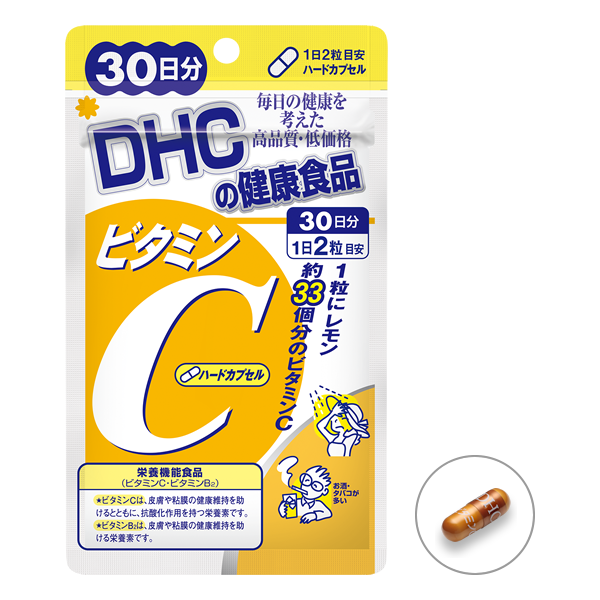 30日分
1日2粒目安
ハードカプセル
毎日の健康を
考えた
高品質・低価格
DHC
の健康食品
30日分
1日2粒目安
ビタミン
C
1粒にレモン
約33個分のビタミンC
ハードカプセル
お酒・
タバコが
多い
栄養機能食品
(ビタミンC・ビタミンB₂)
★ビタミンCは、皮膚や粘膜の健康維持を助
けるとともに、抗酸化作用を持つ栄養素です。
★ビタミンB₂は、皮膚や粘膜の健康維持を助
ける栄養素です。
DHC